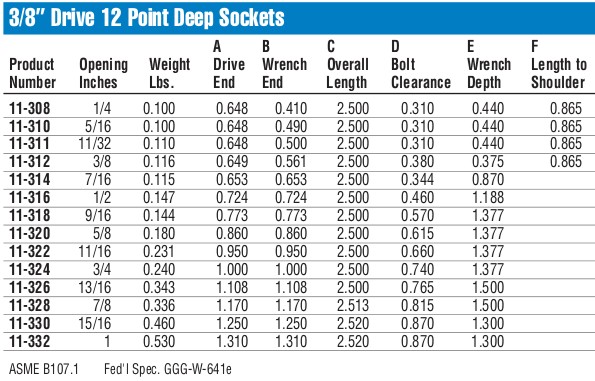 3/8" Drive 12 Point Deep Sockets
A B C D E F
Product Opening Weight Drive Wrench Overall Bolt Wrench Length to
Number Inches Lbs. End End Length Clearance Depth Shoulder
11-308 1/4 0.100 0.648 0.410 2.500 0.310 0.440 0.865
11-310 5/16 0.100 0.648 0.490 2.500 0.310 0.440 0.865
11-311 11/32 0.110 0.648 0.500 2.500 0.310 0.440 0.865
11-312 3/8 0.116 0.649 0.561 2.500 0.380 0.375 0.865
11-314 7/16 0.115 0.653 0.653 2.500 0.344 0.870
11-316 1/2 0.147 0.724 0.724 2.500 0.460 1.188
11-318 9/16 0.144 0.773 0.773 2.500 0.570 1.377
11-320 5/8 0.180 0.860 0.860 2.500 0.615 1.377
11-322 11/16 0.231 0.950 0.950 2.500 0.660 1.377
11-324 3/4 0.240 1.000 1.000 2.500 0.740 1.377
11-326 13/16 0.343 1.108 1.108 2.500 0.765 1.500
11-328 7/8 0.336 1.170 1.170 2.513 0.815 1.500
11-330 15/16 0.460 1.250 1.250 2.520 0.870 1.300
11-332 1 0.530 1.310 1.310 2.520 0.870 1.300
ASME B107.1 Fed'l Spec. GGG-W-641e